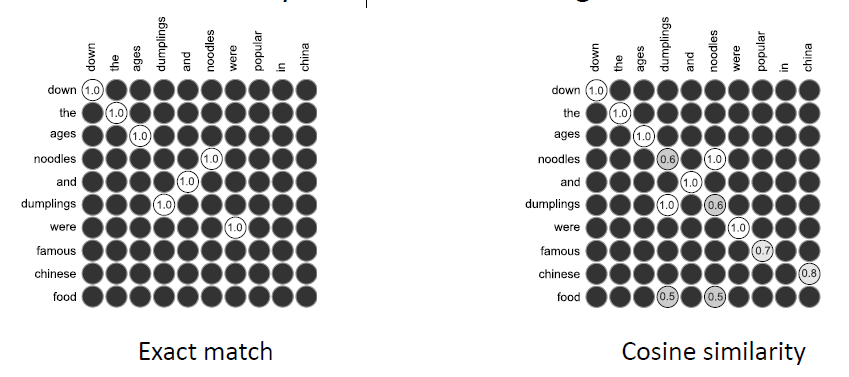 down the ages dumplings and noodles were popular in china
down 1.0
the 1.0
ages 1.0
noodles 1.0
and 1.0
dumplings 1.0
were 1.0
famous
chinese
food
Exact match
down the ages dumplings and noodles were popular in china
down 1.0
the 1.0
ages 1.0
noodles 0.6 1.0
and 1.0
dumplings 1.0 0.6
were 1.0
famous 0.7
chinese 0.8
food 0.5 0.5
Cosine similarity